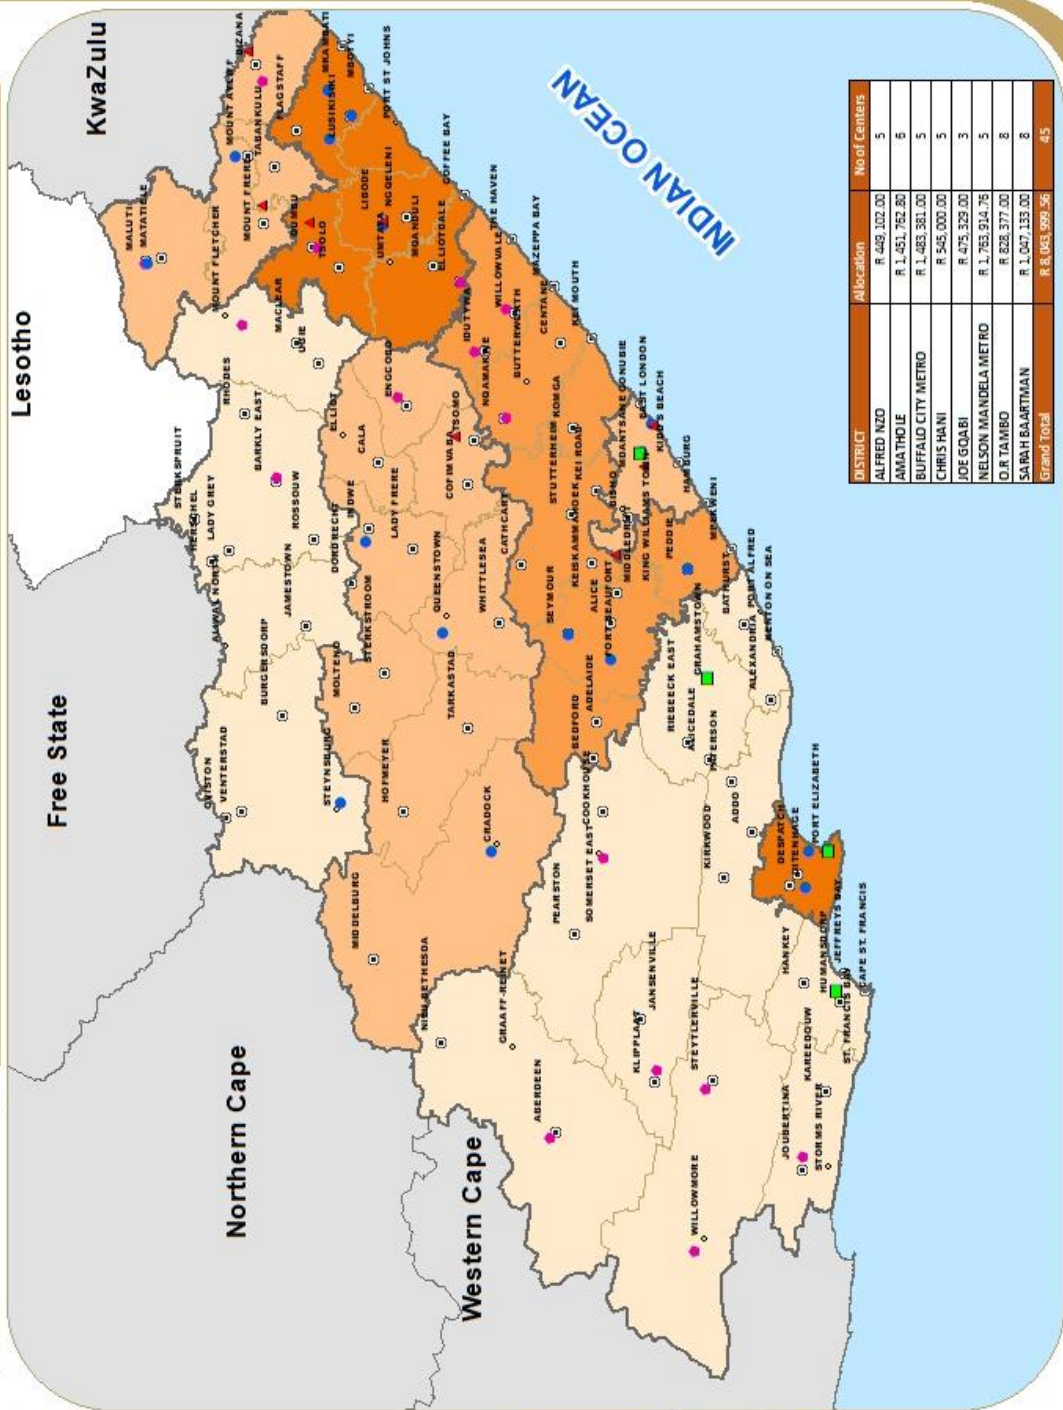 KwaZulu
Lesotho
Free State
Northern Cape
Western Cape
INDIAN OCEAN
MALUTI
MATATIELE
MOUNT FLETCHER
MOUNT FRERE
MOUNT AYLIFF
BIZANA
TABANKULU
FLAGSTAFF
MKAMBATI
MBOTYI
LUSIKISIKI
PORT ST JOHNS
QUMBU
TSOLO
LIBODE
NGQELENI
UMTATA
MQANDULI
COFFEE BAY
ELLIOTDALE
MACLEAR
UGIE
RHODES
BARKLY EAST
ELLIOT
ENGCOBO
CALA
STERKSPRUIT
HERSCHEL
LADY GREY
ROSSOUW
ALIWAL NORTH
JAMESTOWN
DORDRECHT
INDWE
LADY FRERE
COFIMVABA
TSOMO
IDUTYWA
WILLOWVALE
THE HAVEN
NQAMAKWE
BUTTERWORTH
MAZEPPA BAY
CENTANE
KEI MOUTH
BURGERSDORP
MOLTENO
STERKSTROOM
QUEENSTOWN
WHITTLESEA
CATHCART
STUTTERHEIM
KOMGA
KEI ROAD
MDANTSANE
GONUBIE
EAST LONDON
KIDD'S BEACH
BISHO
KING WILLIAMS TOWN
HAMBURG
OVISTON
VENTERSTAD
STEYNSBURG
HOFMEYER
TARKASTAD
SEYMOUR
KEISKAMMAHOEK
ALICE
MIDDLEDRIFT
FORT BEAUFORT
PEDDIE
MPEKWENI
ADELAIDE
BEDFORD
RIEBEECK EAST
GRAHAMSTOWN
BATHURST
PORT ALFRED
KENTON ON SEA
ALEXANDRIA
ALICEDALE
PATERSON
MIDDELBURG
CRADOCK
COOKHOUSE
SOMERSET EAST
PEARSTON
KIRKWOOD
ADDO
DESPATCH
UITENHAGE
PORT ELIZABETH
NIEU BETHESDA
GRAAFF-REINET
ABERDEEN
JANSENVILLE
KLIPPLAAT
STEYTLERVILLE
WILLOWMORE
HANKEY
HUMANSDORP
JEFFREYS BAY
CAPE ST. FRANCIS
ST. FRANCIS BAY
KAREEDOUW
JOUBERTINA
STORMS RIVER
DISTRICT Allocation No of Centers
ALFRED NZO R 449,102.00 5
AMATHOLE R 1,451,762.80 6
BUFFALO CITY METRO R 1,483,381.00 5
CHRIS HANI R 545,000.00 5
JOE GQABI R 475,329.00 3
NELSON MANDELA METRO R 1,763,914.76 5
O.R TAMBO R 828,377.00 8
SARAH BAARTMAN R 1,047,133.00 8
Grand Total R 8,043,999.56 45